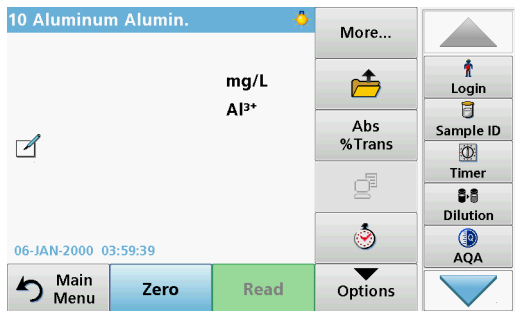 10 Aluminum Alumin.
mg/L
Al³⁺
06-JAN-2000 03:59:39
Main
Menu
Zero
Read
More...
Abs
%Trans
Options
Login
Sample ID
Timer
Dilution
AQA